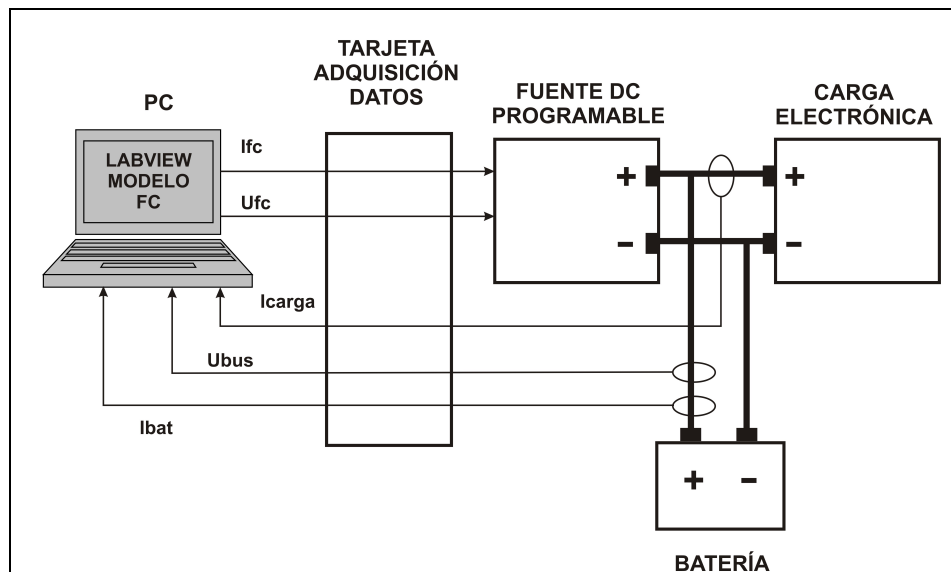 TARJETA
ADQUISICIÓN
DATOS
PC
FUENTE DC
PROGRAMABLE
CARGA
ELECTRÓNICA
LABVIEW
MODELO
FC
Ifc
Ufc
+
-
+
-
Icarga
Ubus
Ibat
+ -
BATERÍA